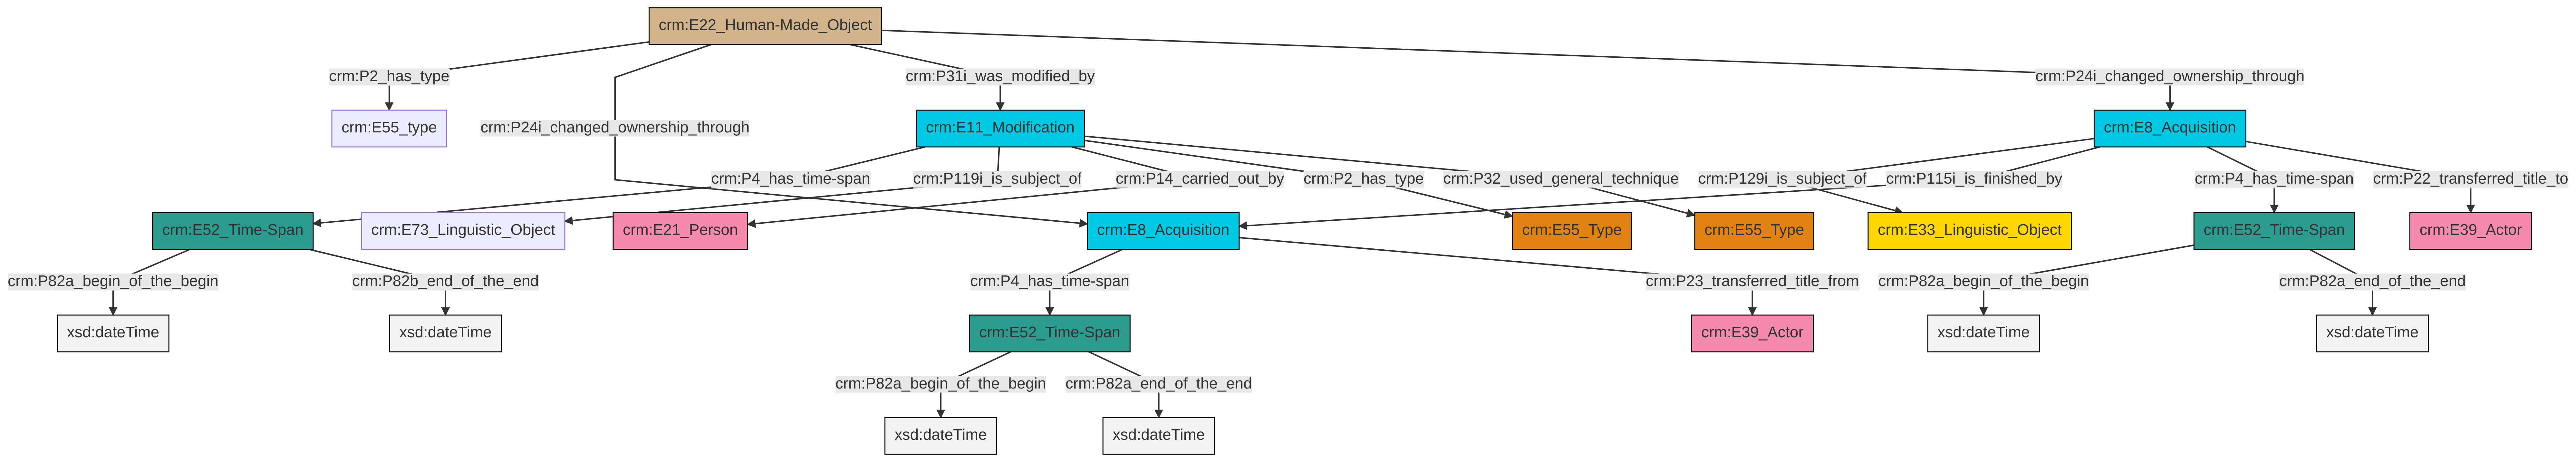 crm:E22_Human-Made_Object
crm:P2_has_type
crm:P31i_was_modified_by
crm:P24i_changed_ownership_through
crm:E55_type
crm:P24i_changed_ownership_through
crm:E11_Modification
crm:E8_Acquisition
crm:P4_has_time-span
crm:P119i_is_subject_of
crm:P14_carried_out_by
crm:P2_has_type
crm:P32_used_general_technique
crm:P129i_is_subject_of
crm:P115i_is_finished_by
crm:P4_has_time-span
crm:P22_transferred_title_to
crm:E52_Time-Span
crm:E73_Linguistic_Object
crm:E21_Person
crm:E8_Acquisition
crm:E55_Type
crm:E55_Type
crm:E33_Linguistic_Object
crm:E52_Time-Span
crm:E39_Actor
crm:P82a_begin_of_the_begin
crm:P82b_end_of_the_end
crm:P4_has_time-span
crm:P23_transferred_title_from
crm:P82a_begin_of_the_begin
crm:P82a_end_of_the_end
xsd:dateTime
xsd:dateTime
crm:E52_Time-Span
crm:E39_Actor
xsd:dateTime
xsd:dateTime
crm:P82a_begin_of_the_begin
crm:P82a_end_of_the_end
xsd:dateTime
xsd:dateTime